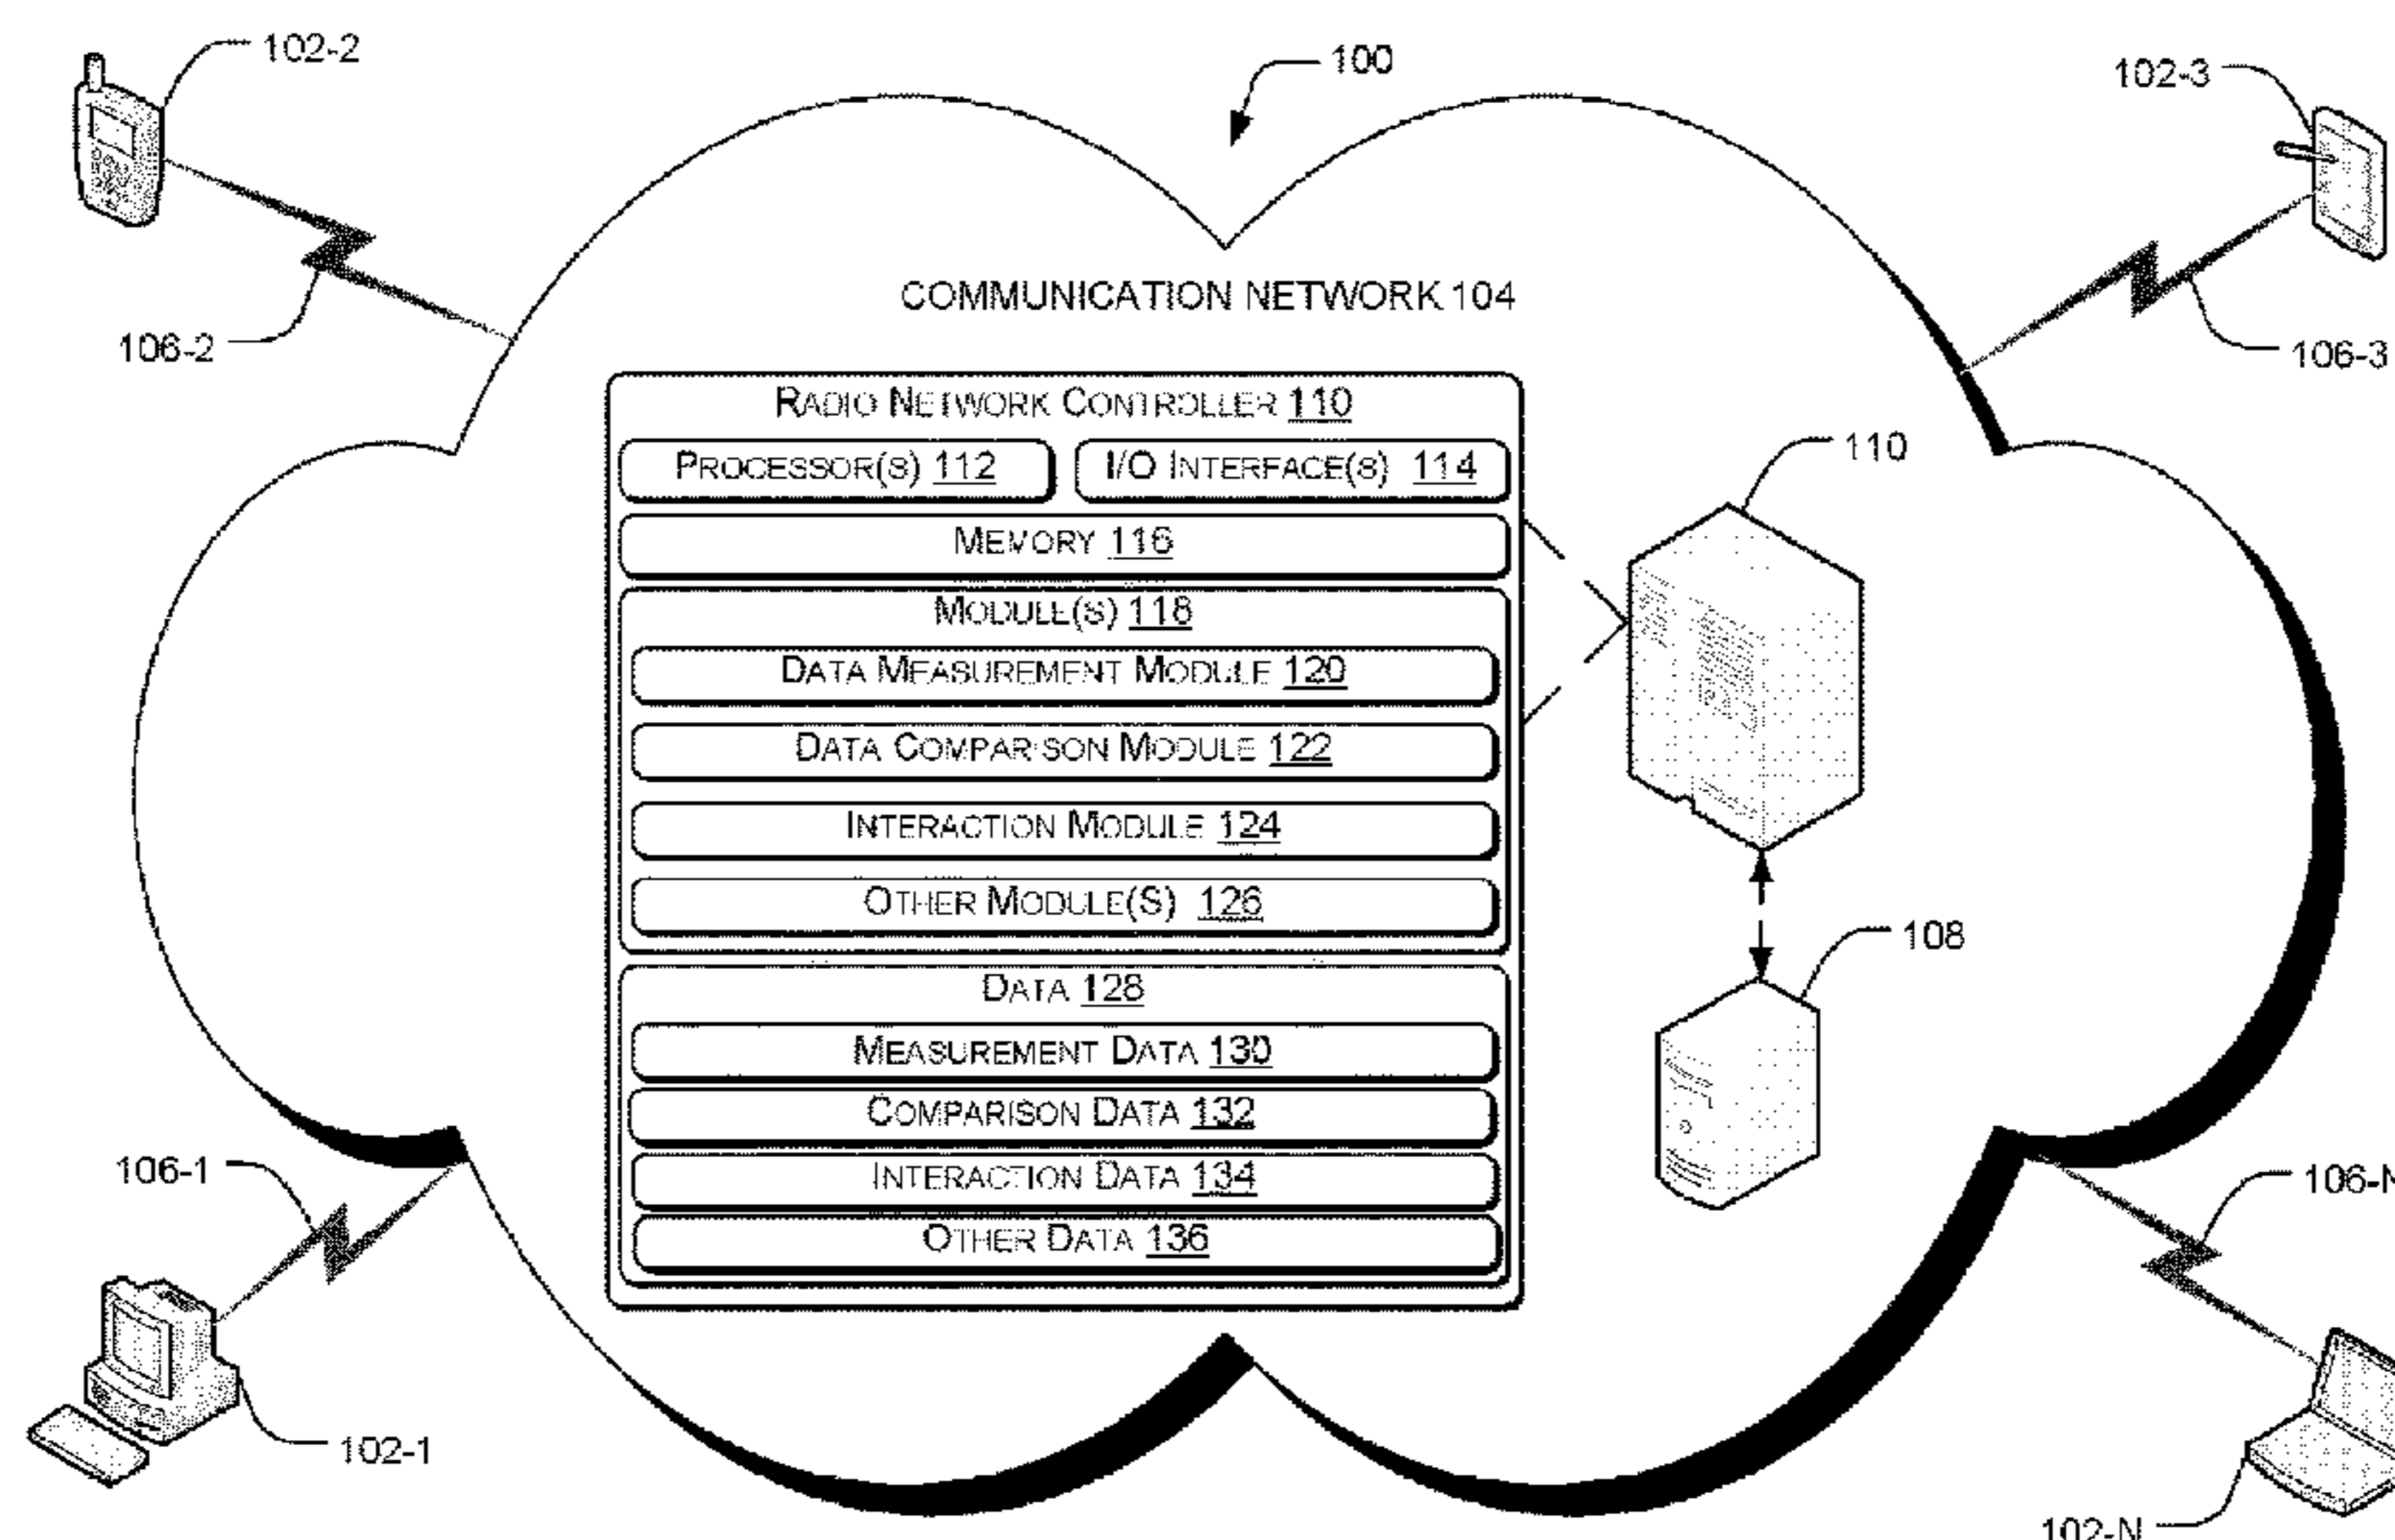 102-2
100
102-3
COMMUNICATION NETWORK 104
106-2
106-3
RADIO NETWORK CONTROLLER 110
110
PROCESSOR(S) 112
I/O INTERFACE(S) 114
MEMORY 116
MODULE(S) 118
DATA MEASUREMENT MODULE 120
DATA COMPARISON MODULE 122
INTERACTION MODULE 124
OTHER MODULE(S) 126
108
DATA 128
MEASUREMENT DATA 130
COMPARISON DATA 132
106-1
INTERACTION DATA 134
106-N
OTHER DATA 136
102-1
102-N